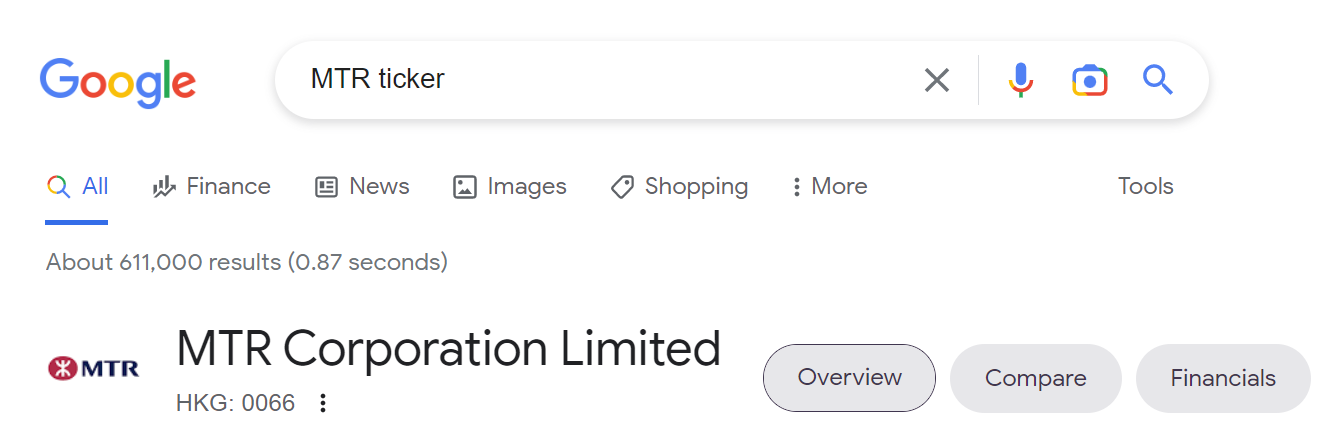 Google MTR ticker
All Finance News Images Shopping More Tools
About 611,000 results (0.87 seconds)
MTR MTR Corporation Limited
HKG: 0066
Overview Compare Financials